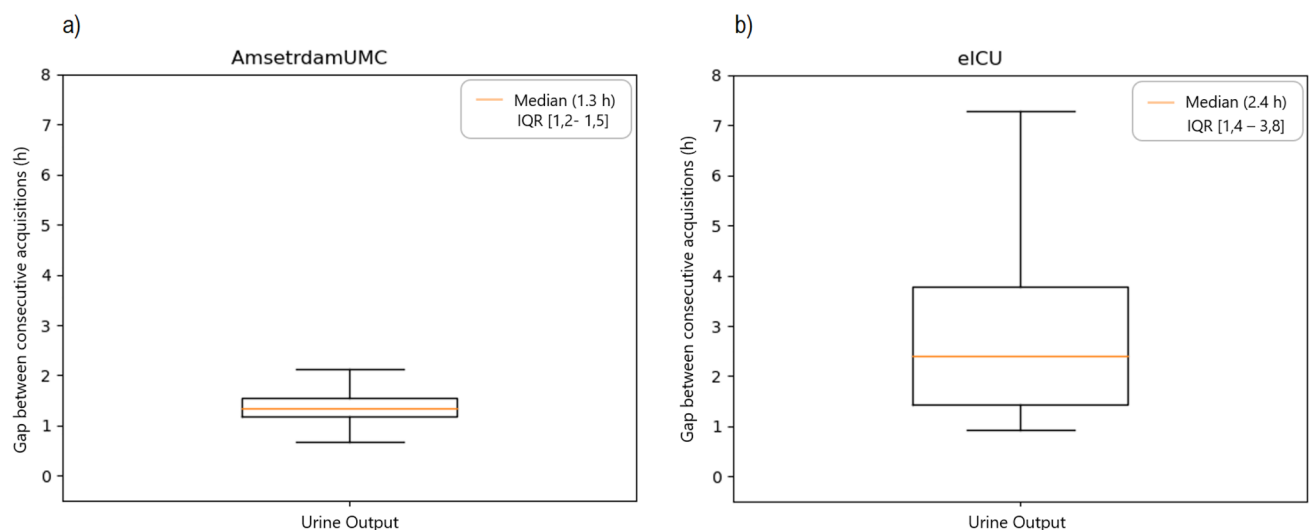 a)
AmsetrdamUMC
Gap between consecutive acquisitions (h)
8
7
6
5
4
3
2
1
0
Median (1.3 h)
IQR [1,2- 1,5]
Urine Output
b)
eICU
Gap between consecutive acquisitions (h)
8
7
6
5
4
3
2
1
0
Median (2.4 h)
IQR [1,4 – 3,8]
Urine Output